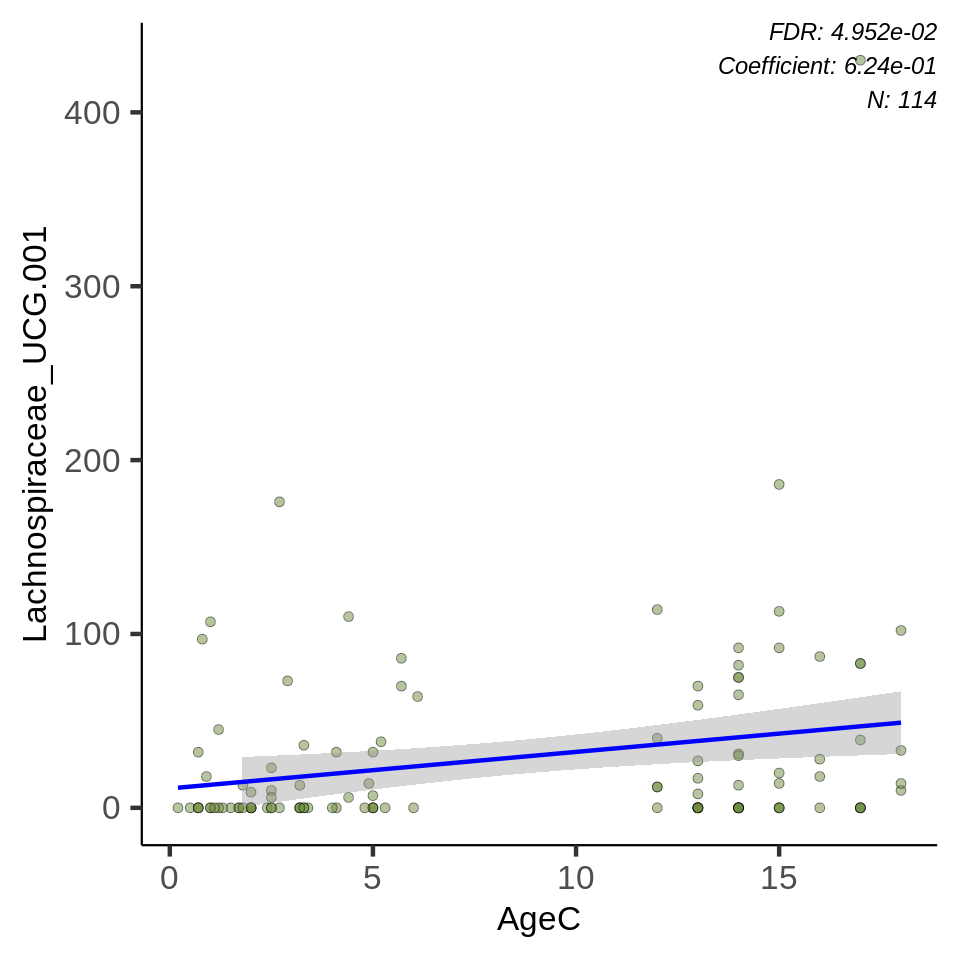 FDR: 4.952e-02
Coefficient: 6.24e-01
N: 114
400
300
200
100
0
Lachnospiraceae_UCG.001
0 5 10 15
AgeC